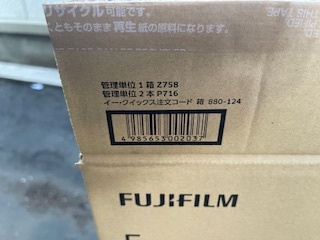 リサイクル可能です。
、ともそのまま再生紙の原料になります。
THIS TAPE
管理単位 1 箱 Z758
管理単位 2 本 P716
イー・クイックス注文コード 箱 880-124
4985653002037
FUJIFILM